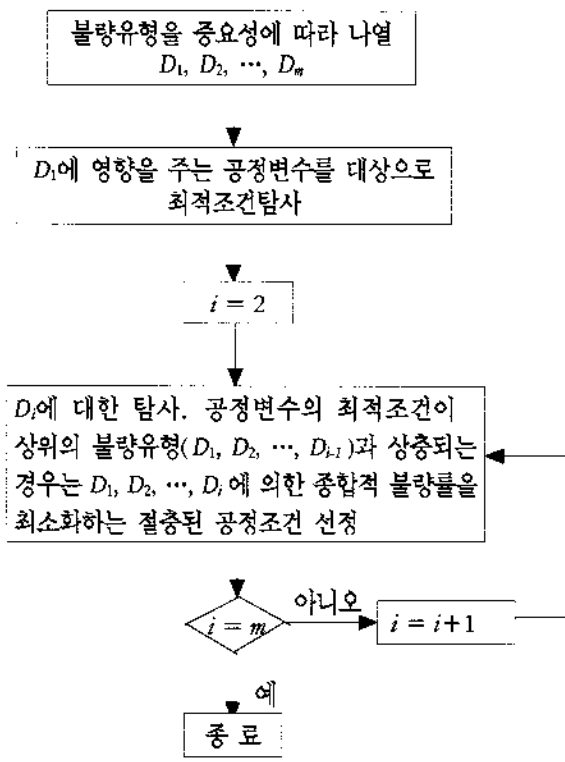 불량유형을 중요성에 따라 나열
D₁, D₂, …, Dₘ
D₁에 영향을 주는 공정변수를 대상으로
최적조건탐사
i = 2
Dᵢ에 대한 탐사. 공정변수의 최적조건이
상위의 불량유형(D₁, D₂, …, Dᵢ₋₁)과 상충되는
경우는 D₁, D₂, …, Dᵢ에 의한 종합적 불량률을
최소화하는 절충된 공정조건 선정
i = m
아니오
i = i+1
예
종 료